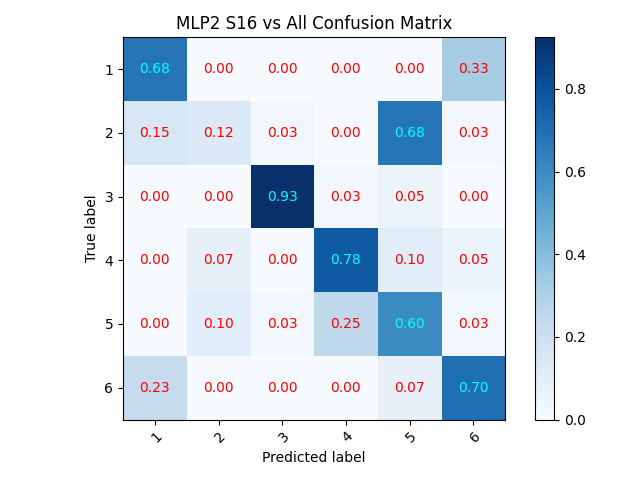 MLP2 S16 vs All Confusion Matrix
True label
1 0.68 0.00 0.00 0.00 0.00 0.33
2 0.15 0.12 0.03 0.00 0.68 0.03
3 0.00 0.00 0.93 0.03 0.05 0.00
4 0.00 0.07 0.00 0.78 0.10 0.05
5 0.00 0.10 0.03 0.25 0.60 0.03
6 0.23 0.00 0.00 0.00 0.07 0.70
1 2 3 4 5 6
Predicted label
0.8
0.6
0.4
0.2
0.0